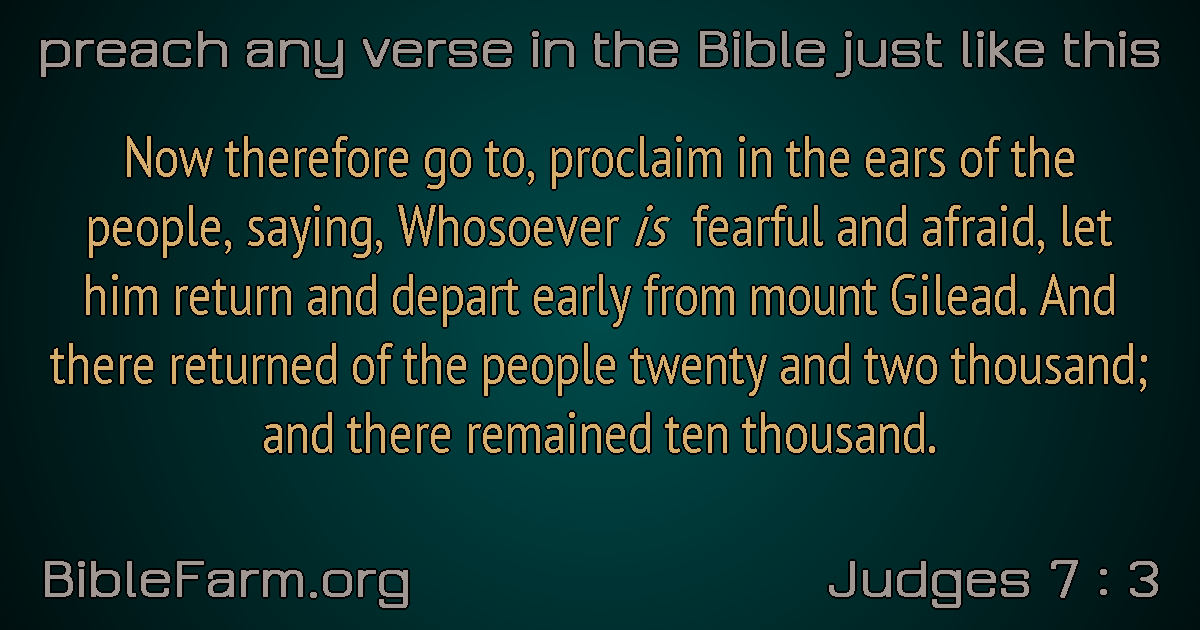 preach any verse in the Bible just like this
Now therefore go to, proclaim in the ears of the
people, saying, Whosoever is fearful and afraid, let
him return and depart early from mount Gilead. And
there returned of the people twenty and two thousand;
and there remained ten thousand.
BibleFarm.org
Judges 7 : 3